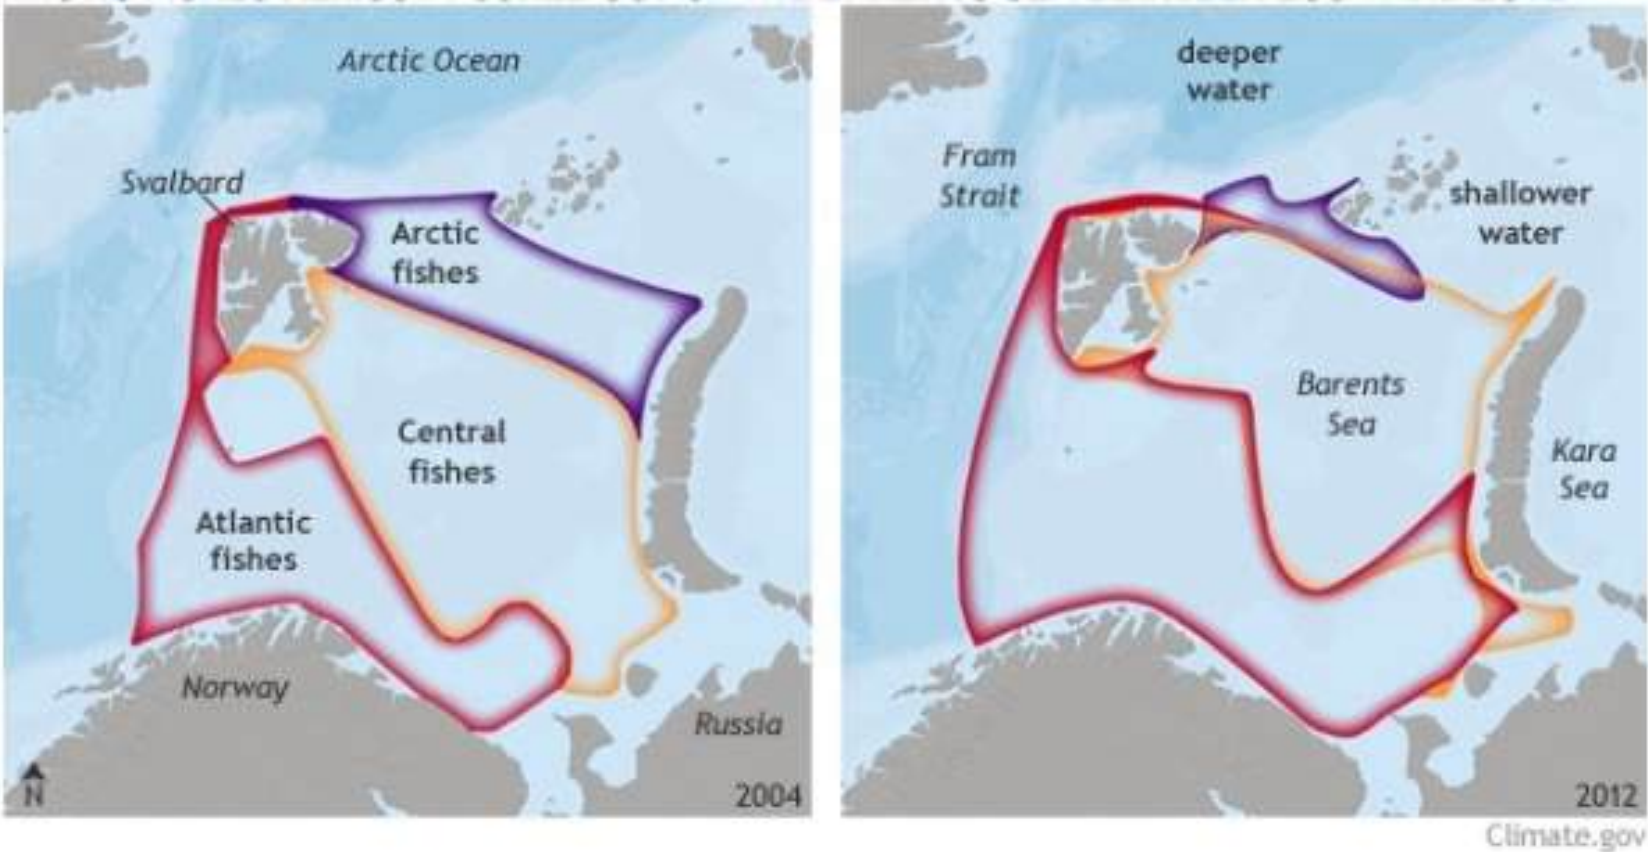 Arctic Ocean
Svalbard
Arctic
fishes
Central
fishes
Atlantic
fishes
Norway
Russia
N
2004
deeper
water
Fram
Strait
shallower
water
Barents
Sea
Kara
Sea
2012
Climate.gov